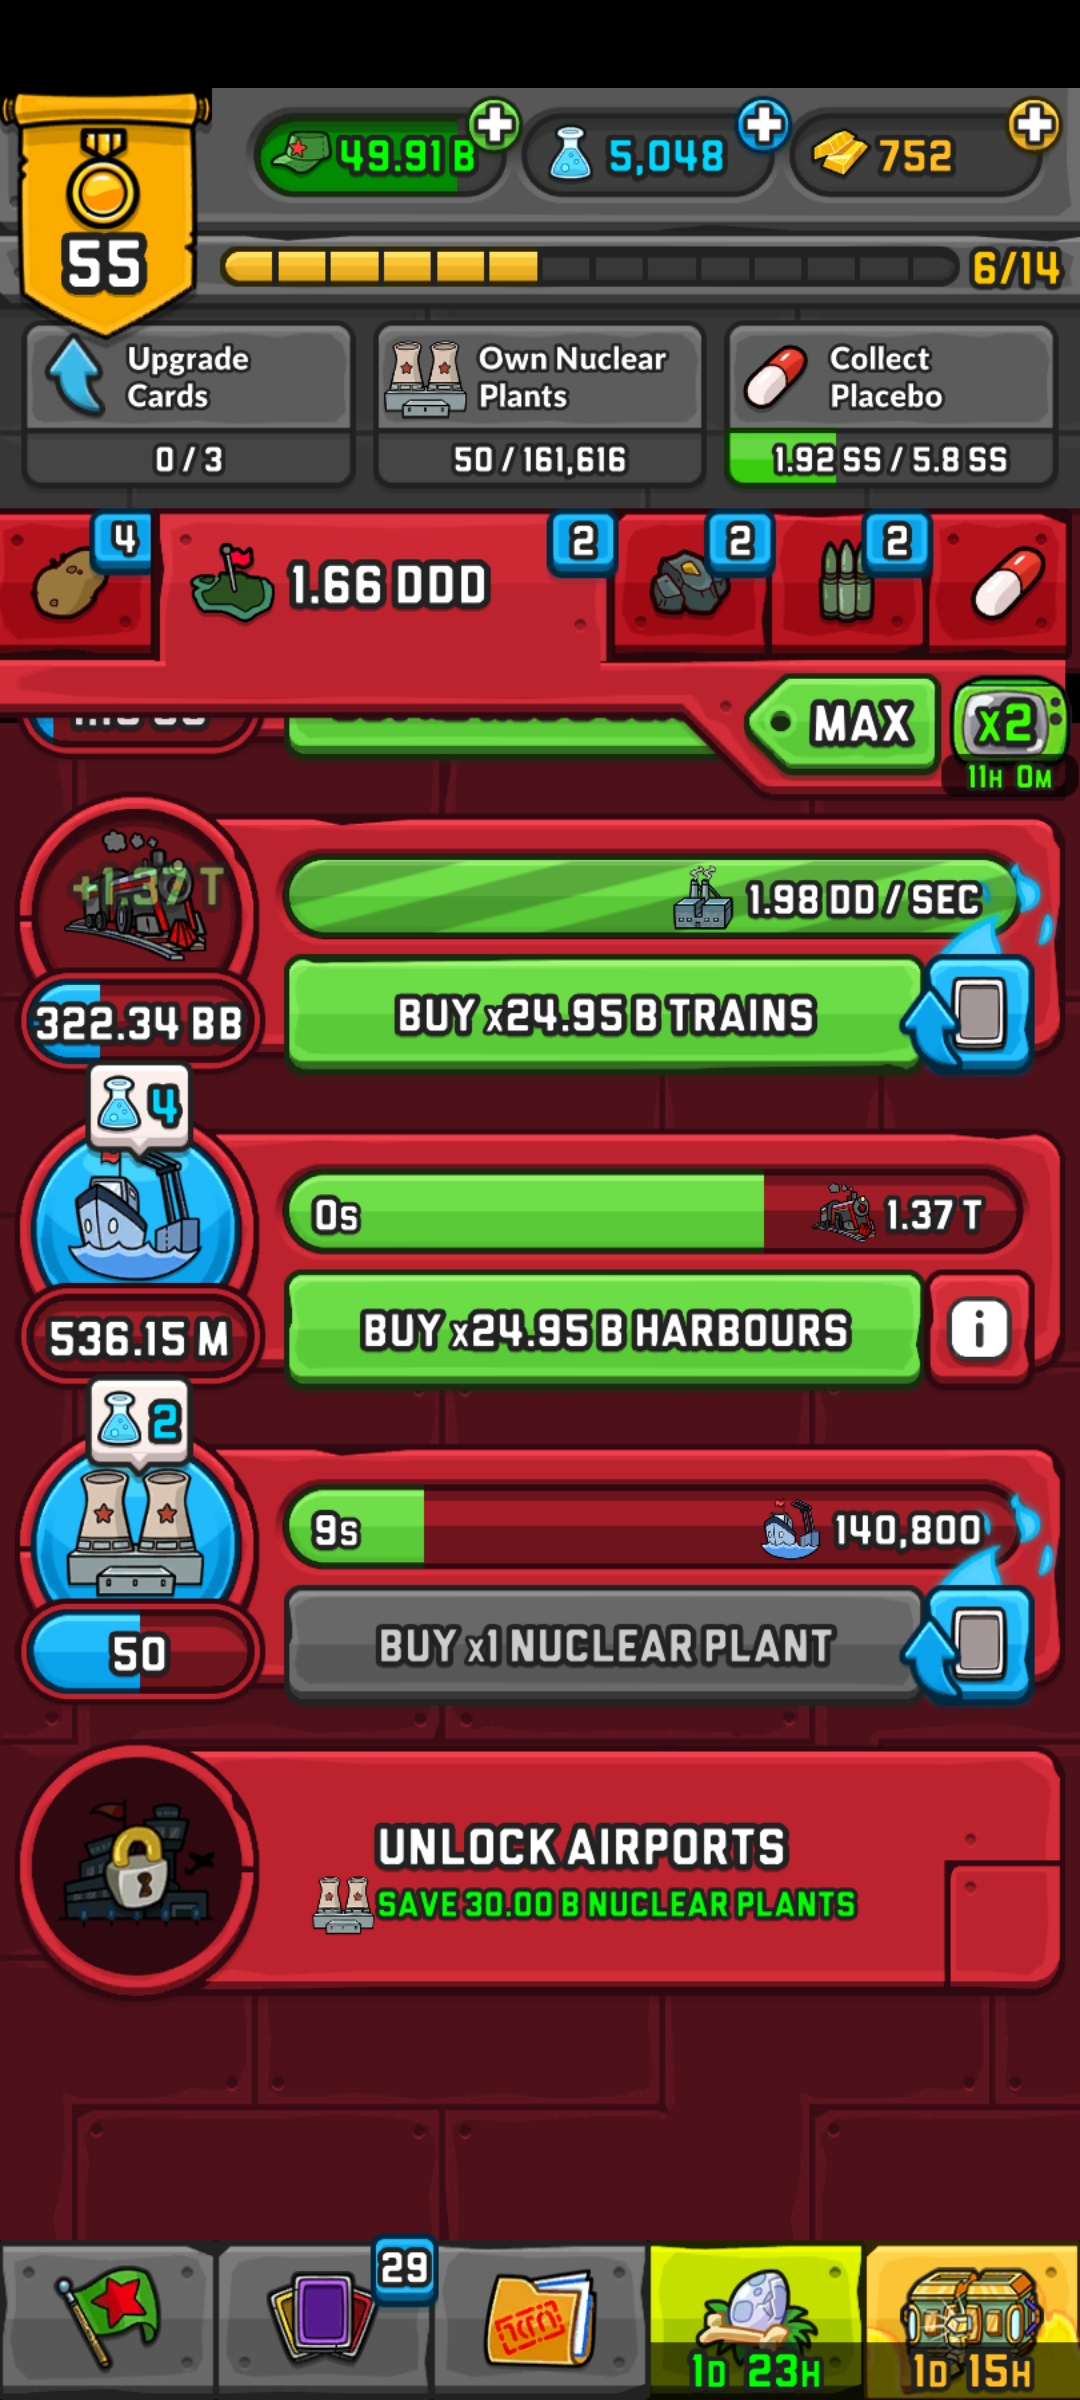 55
49.91 B
5,048
752
6/14
Upgrade
Cards
0 / 3
Own Nuclear
Plants
50 / 161,616
Collect
Placebo
1.92 SS / 5.8 SS
4
1.66 DDD
2
2
2
MAX
x2
11H 0M
+1.37 T
1.98 DD / SEC
322.34 BB
BUY x24.95 B TRAINS
4
0s
1.37 T
536.15 M
BUY x24.95 B HARBOURS
i
2
9s
140,800
50
BUY x1 NUCLEAR PLANT
UNLOCK AIRPORTS
SAVE 30.00 B NUCLEAR PLANTS
29
1D 23H
1D 15H